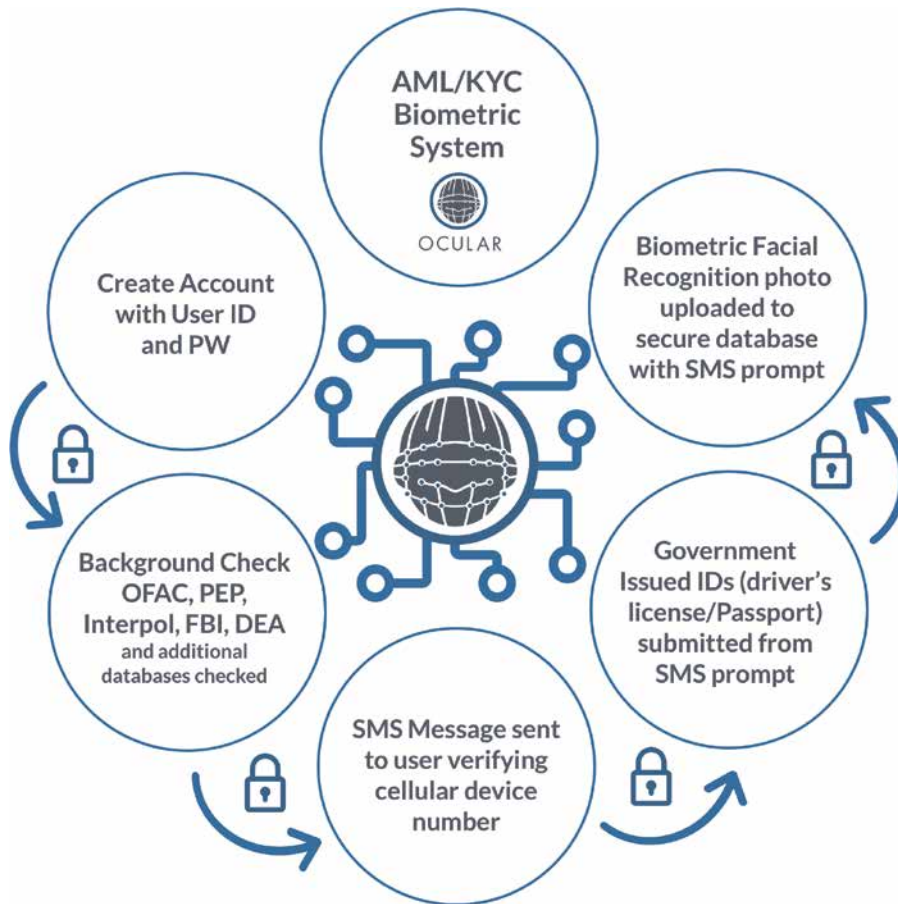 AML/KYC
Biometric
System
OCULAR
Create Account
with User ID
and PW
Background Check
OFAC, PEP,
Interpol, FBI, DEA
and additional
databases checked
SMS Message sent
to user verifying
cellular device
number
Government
Issued IDs (driver's
license/Passport)
submitted from
SMS prompt
Biometric Facial
Recognition photo
uploaded to
secure database
with SMS prompt